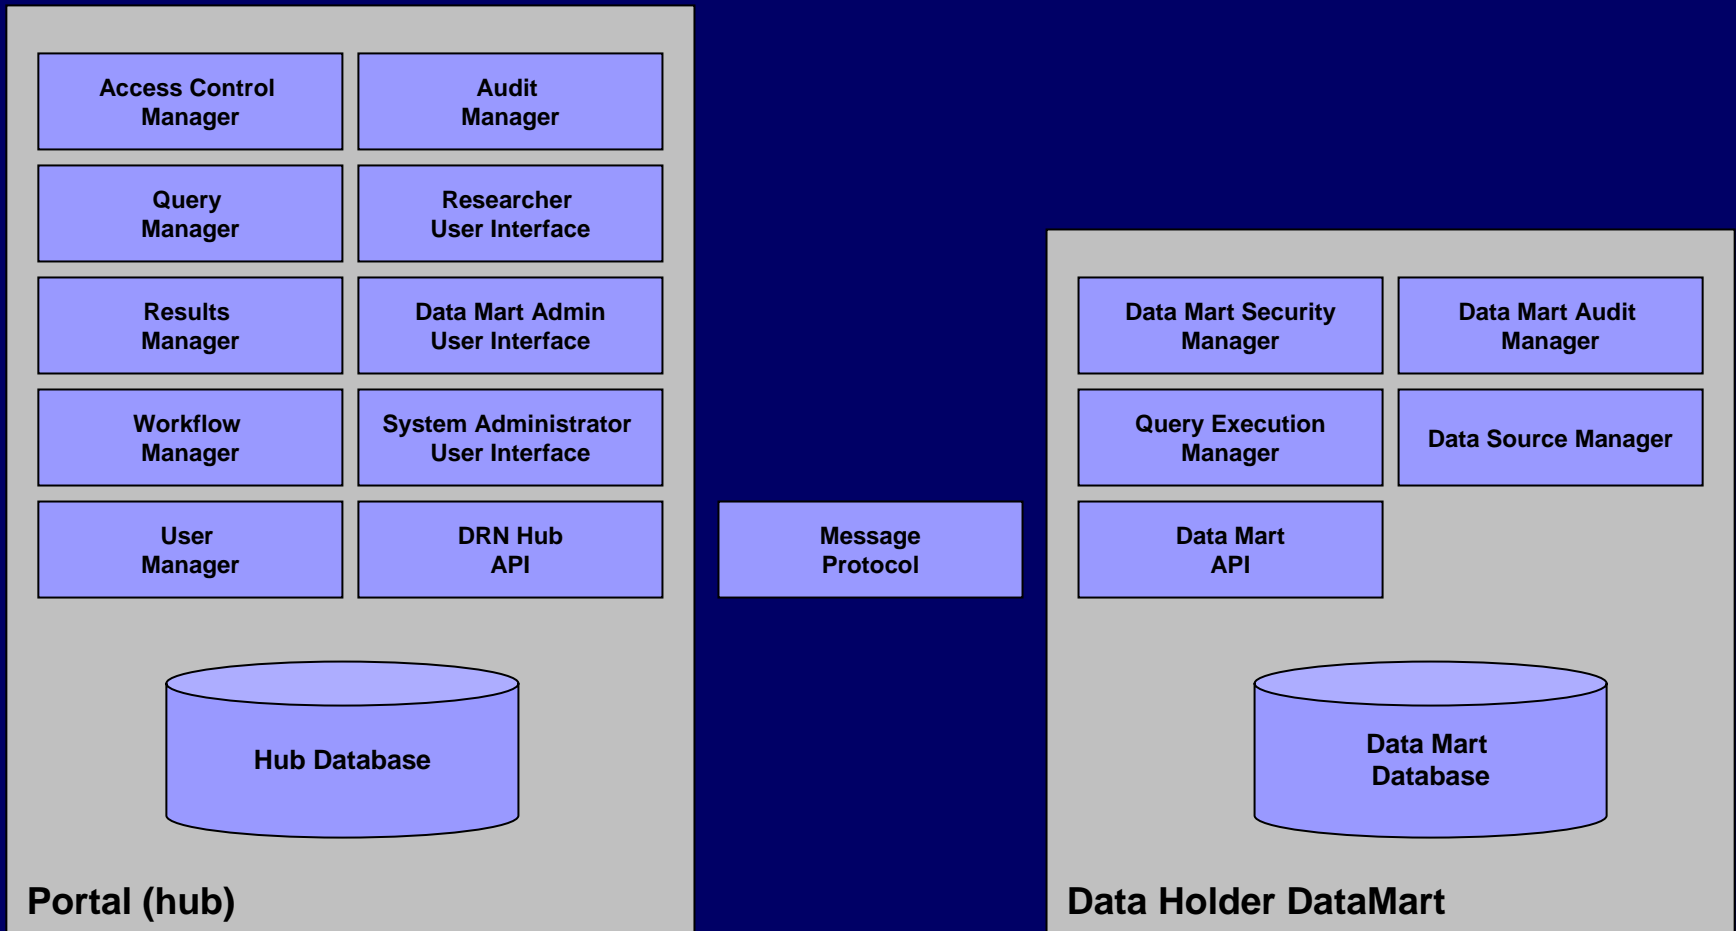 Access Control
Manager
Audit
Manager
Query
Manager
Researcher
User Interface
Results
Manager
Data Mart Admin
User Interface
Workflow
Manager
System Administrator
User Interface
User
Manager
DRN Hub
API
Hub Database
Portal (hub)
Message
Protocol
Data Mart Security
Manager
Data Mart Audit
Manager
Query Execution
Manager
Data Source Manager
Data Mart
API
Data Mart
Database
Data Holder DataMart